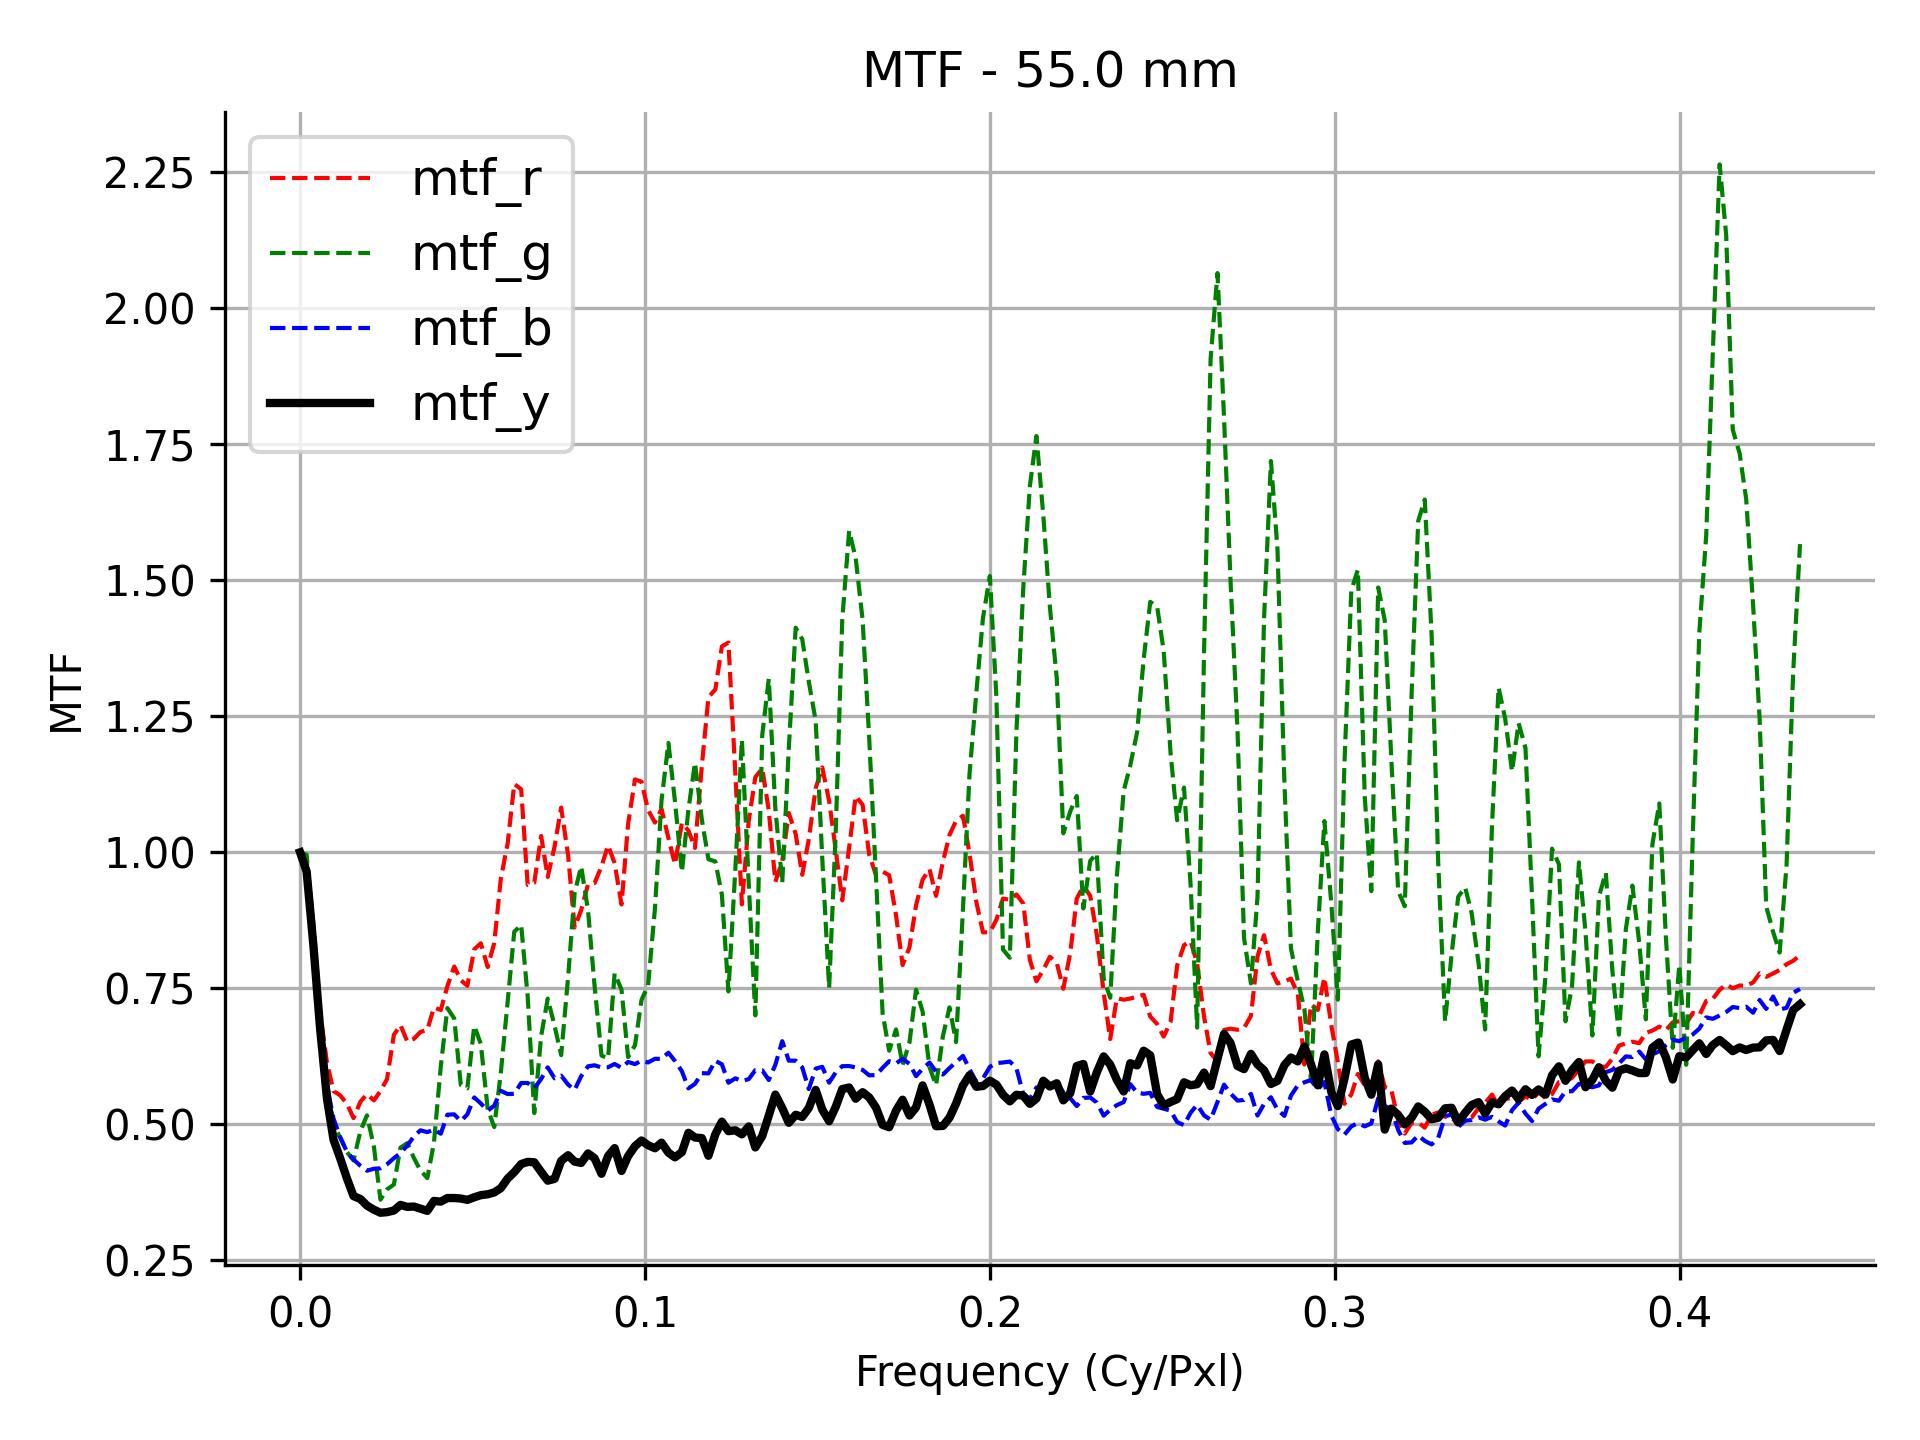 MTF - 55.0 mm
mtf_r
mtf_g
mtf_b
mtf_y
MTF
2.25
2.00
1.75
1.50
1.25
1.00
0.75
0.50
0.25
0.0 0.1 0.2 0.3 0.4
Frequency (Cy/Pxl)